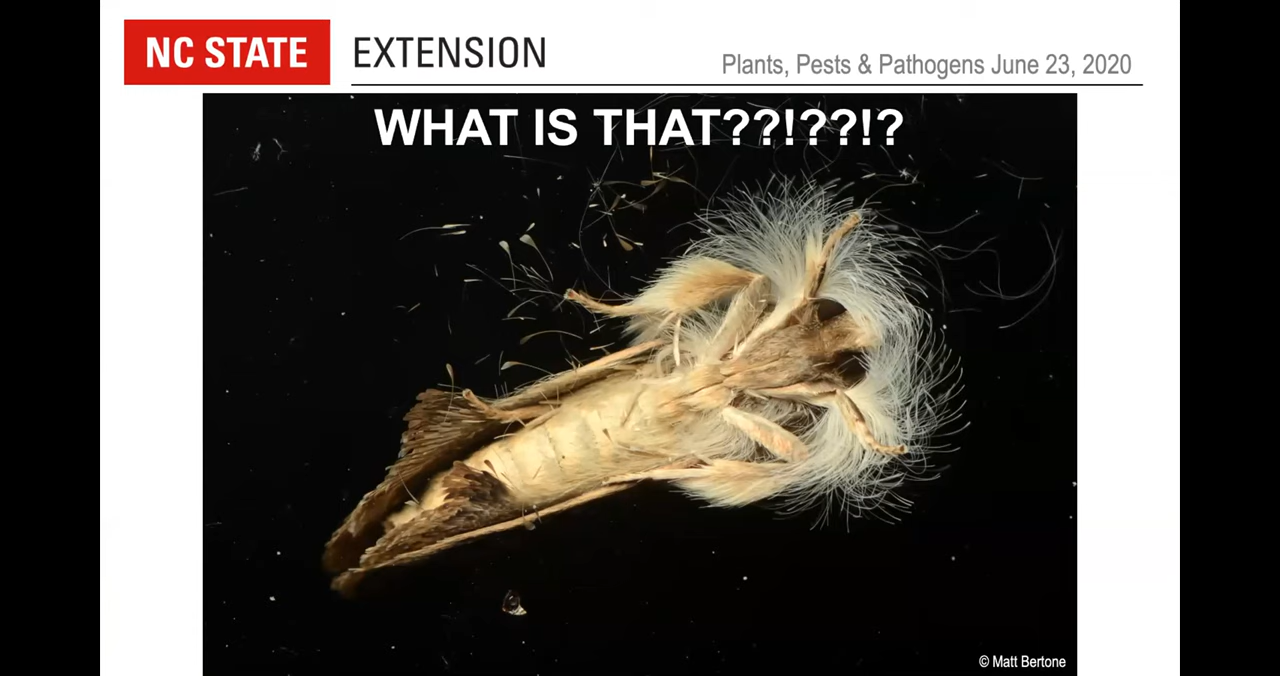 NC STATE EXTENSION
Plants, Pests & Pathogens June 23, 2020
WHAT IS THAT??!??!?
© Matt Bertone